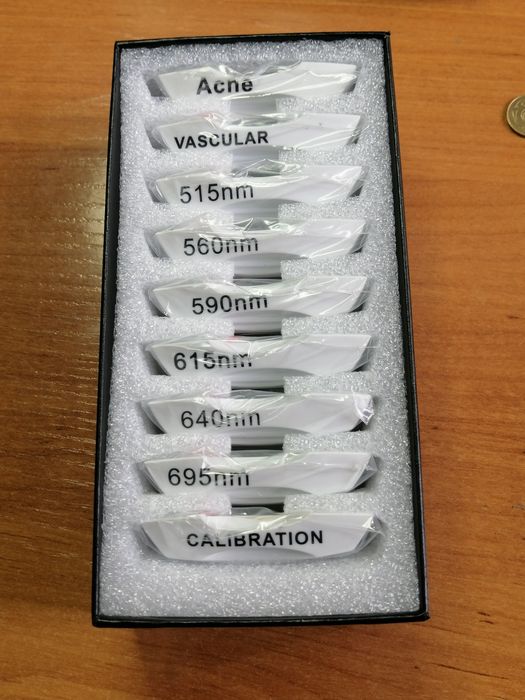 Acne
VASCULAR
515nm
560nm
590nm
615nm
640nm
695nm
CALIBRATION